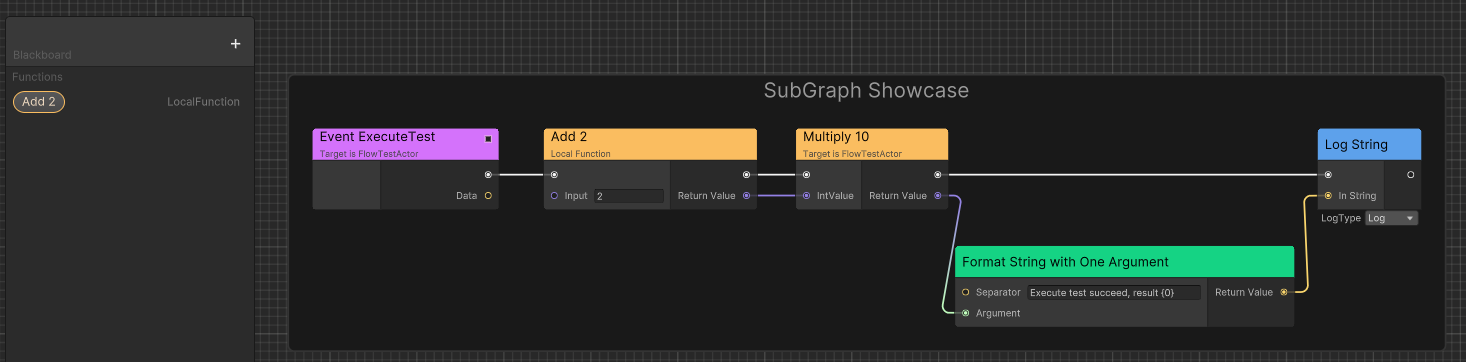 Blackboard
Functions
Add 2 LocalFunction
SubGraph Showcase
Event ExecuteTest
Target is FlowTestActor
Data
Add 2
Local Function
Input 2 Return Value
Multiply 10
Target is FlowTestActor
IntValue Return Value
Log String
In String
LogType Log
Format String with One Argument
Separator Execute test succeed, result {0} Return Value
Argument